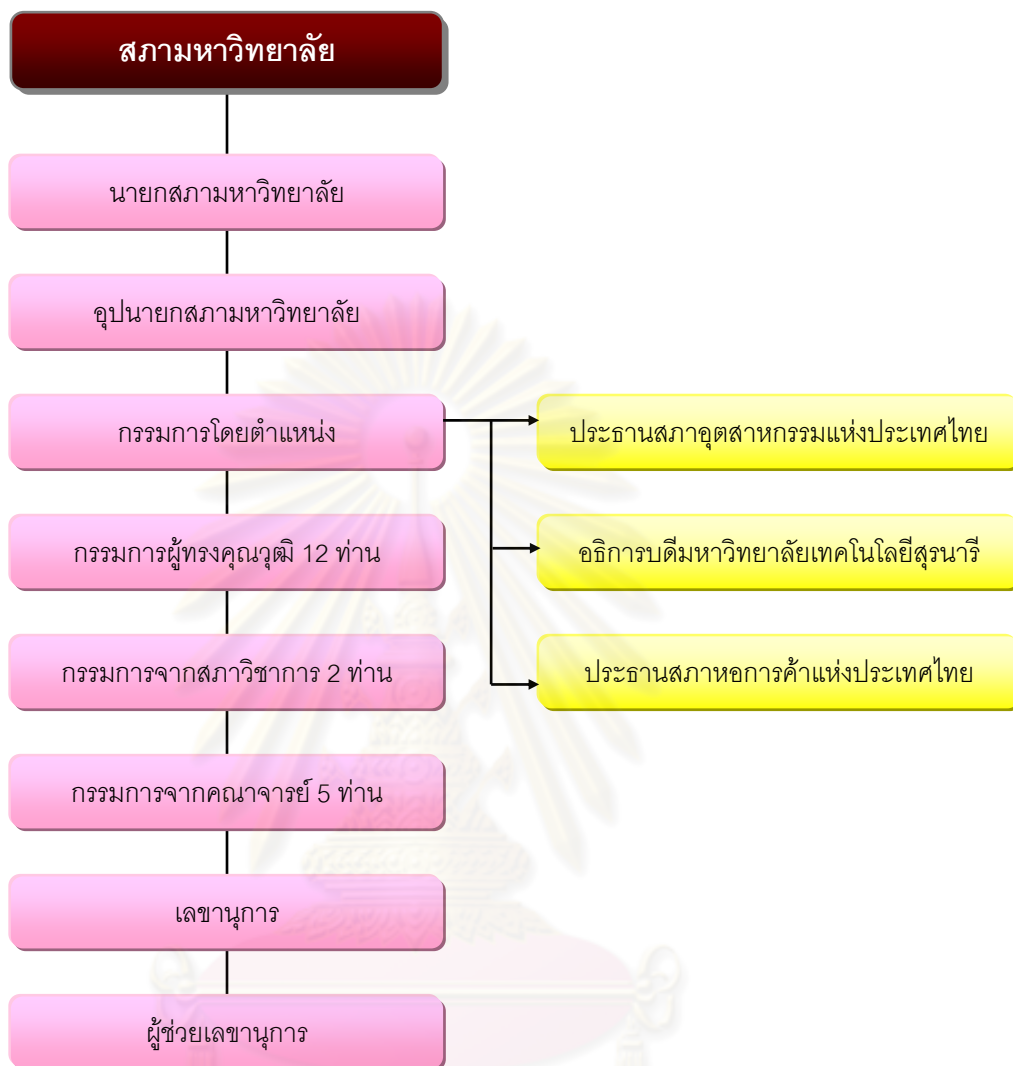 สภามหาวิทยาลัย
นายกสภามหาวิทยาลัย
อุปนายกสภามหาวิทยาลัย
กรรมการโดยตำแหน่ง
ประธานสภาอุตสาหกรรมแห่งประเทศไทย
กรรมการผู้ทรงคุณวุฒิ 12 ท่าน
อธิการบดีมหาวิทยาลัยเทคโนโลยีสุรนารี
กรรมการจากสภาวิชาการ 2 ท่าน
ประธานสภาหอการค้าแห่งประเทศไทย
กรรมการจากคณาจารย์ 5 ท่าน
เลขานุการ
ผู้ช่วยเลขานุการ